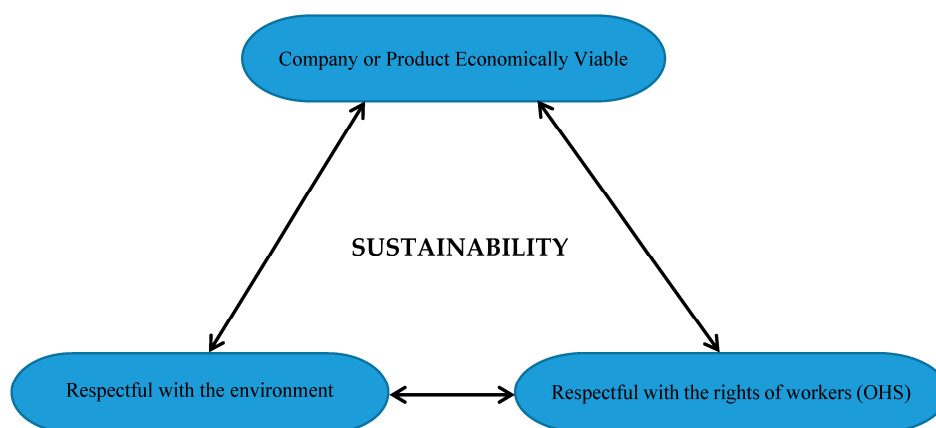 Company or Product Economically Viable
SUSTAINABILITY
Respectful with the environment
Respectful with the rights of workers (OHS)